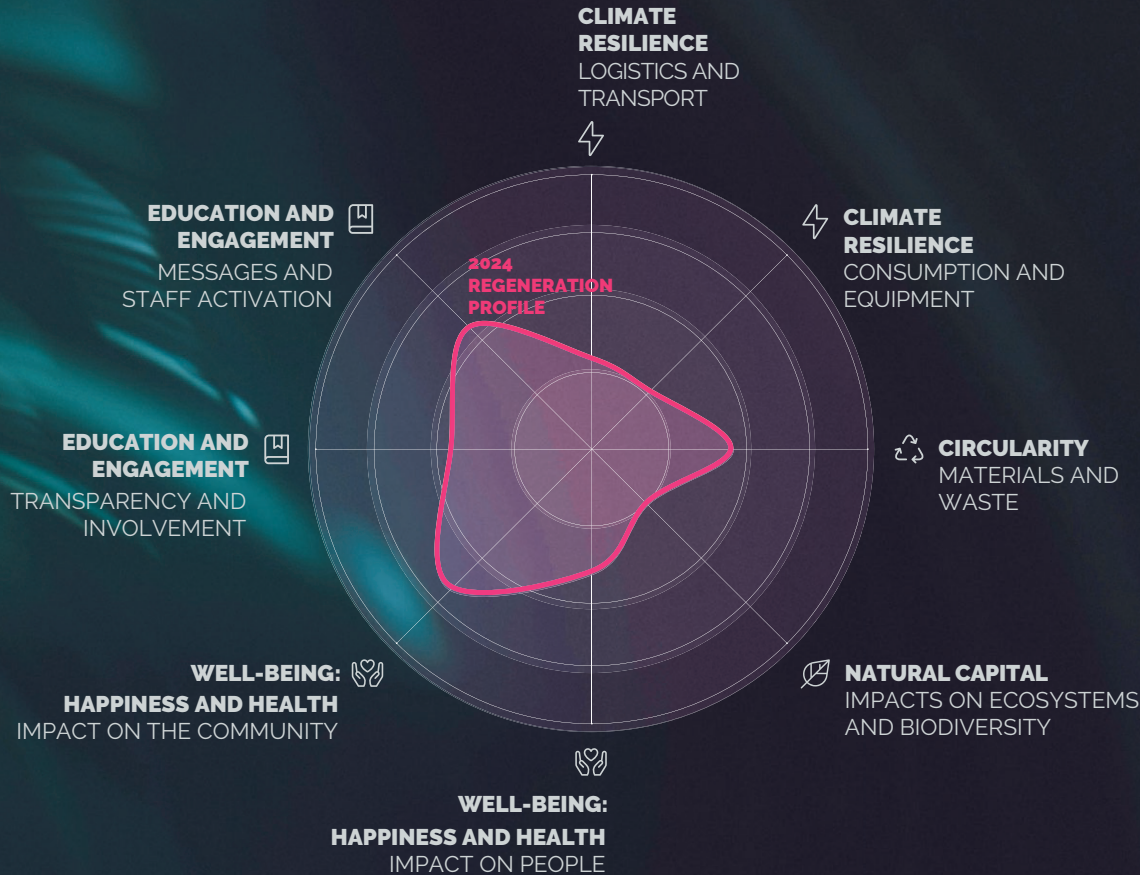 CLIMATE
RESILIENCE
LOGISTICS AND
TRANSPORT
EDUCATION AND
ENGAGEMENT
MESSAGES AND
STAFF ACTIVATION
CLIMATE
RESILIENCE
CONSUMPTION AND
EQUIPMENT
2024
REGENERATION
PROFILE
EDUCATION AND
ENGAGEMENT
TRANSPARENCY AND
INVOLVEMENT
CIRCULARITY
MATERIALS AND
WASTE
WELL-BEING:
HAPPINESS AND HEALTH
IMPACT ON THE COMMUNITY
NATURAL CAPITAL
IMPACTS ON ECOSYSTEMS
AND BIODIVERSITY
WELL-BEING:
HAPPINESS AND HEALTH
IMPACT ON PEOPLE